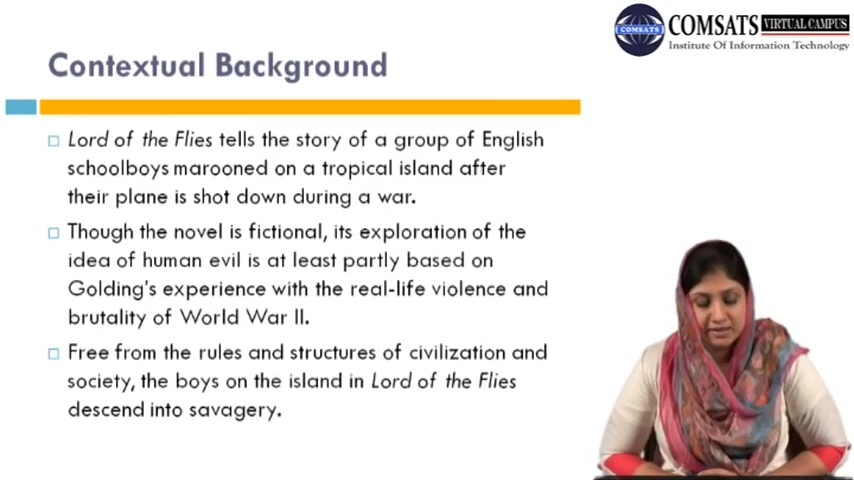 COMSATS VIRTUAL CAMPUS
COMSATS
Institute Of Information Technology
Contextual Background
Lord of the Flies tells the story of a group of English
schoolboys marooned on a tropical island after
their plane is shot down during a war.
Though the novel is fictional, its exploration of the
idea of human evil is at least partly based on
Golding's experience with the real-life violence and
brutality of World War II.
Free from the rules and structures of civilization and
society, the boys on the island in Lord of the Flies
descend into savagery.